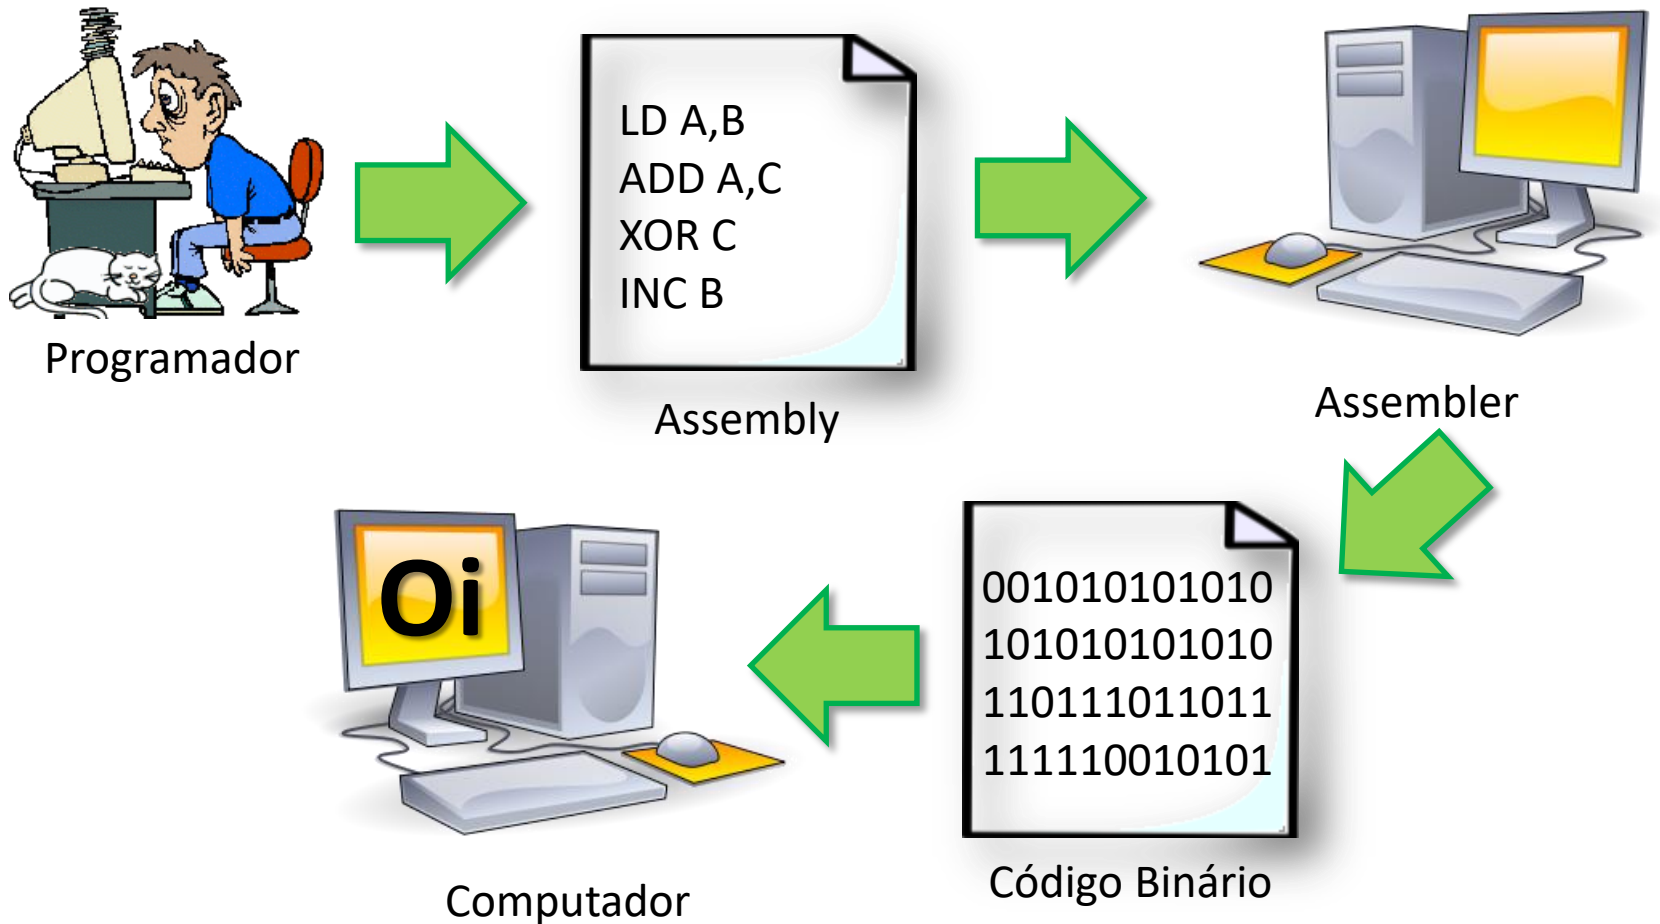 LD A,B
ADD A,C
XOR C
INC B
Programador
Assembly
Assembler
Oi
001010101010
101010101010
110111011011
111110010101
Computador
Código Binário